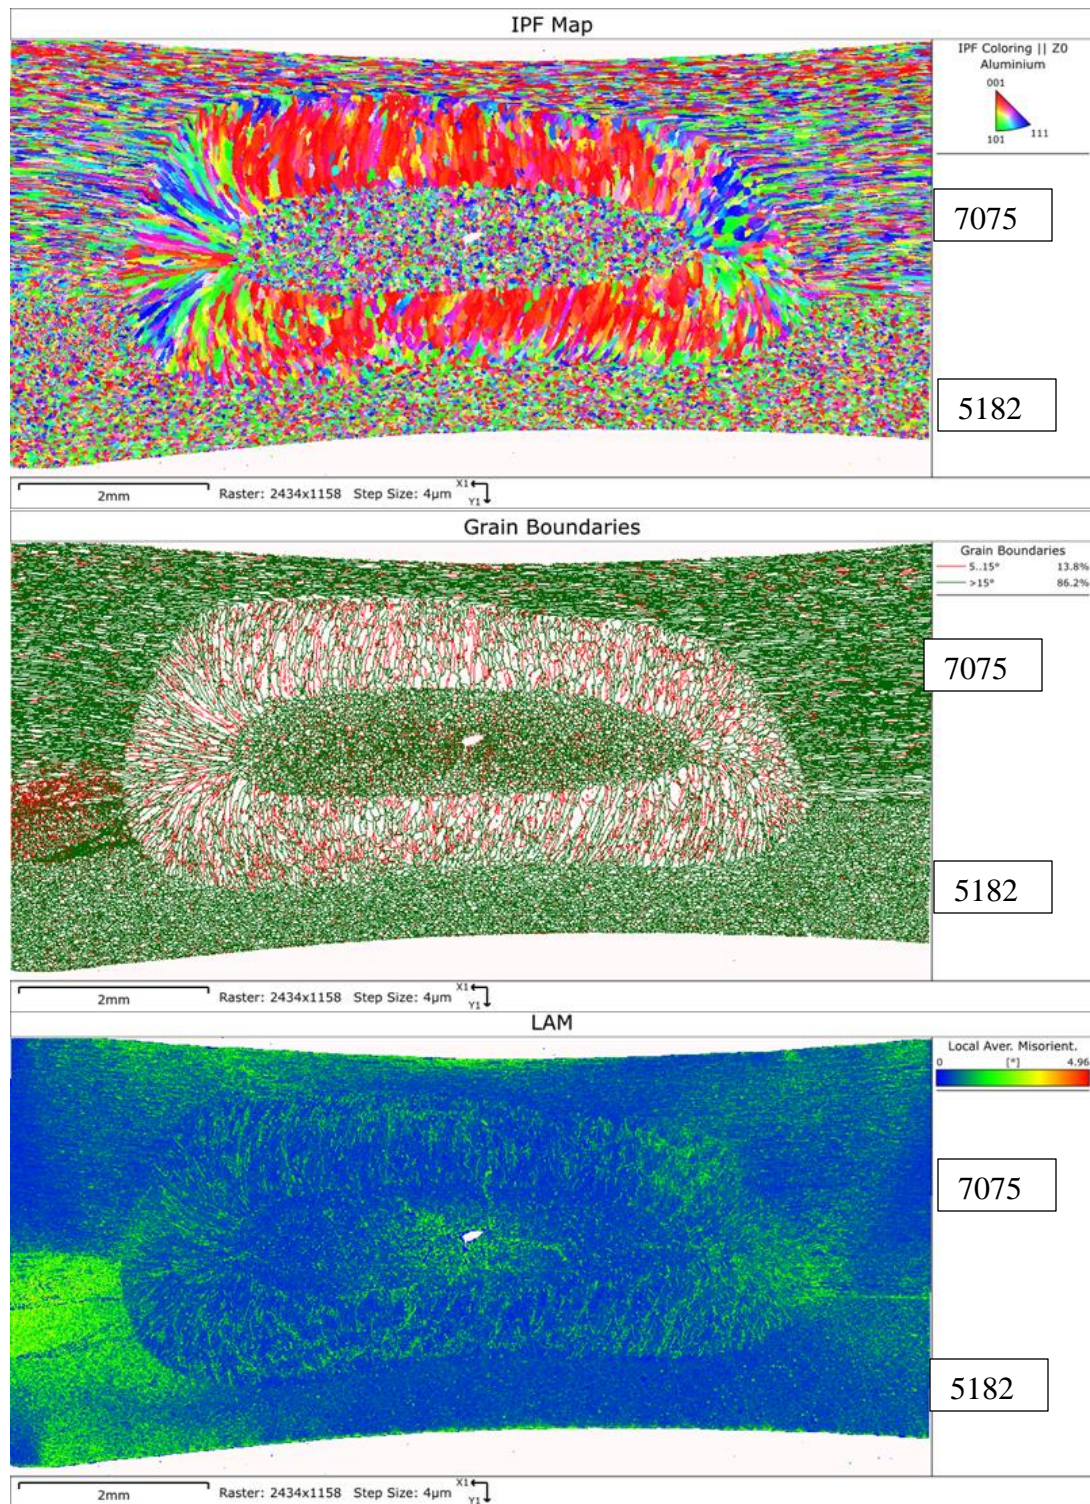 IPF Map
IPF Coloring || Z0
Aluminium
001
101
111
7075
5182
2mm
Raster: 2434x1158 Step Size: 4µm
X1
Y1
Grain Boundaries
Grain Boundaries
5..15° 13.8%
>15° 86.2%
7075
5182
2mm
Raster: 2434x1158 Step Size: 4µm
X1
Y1
LAM
Local Aver. Misorient.
0 [°] 4.96
7075
5182
2mm
Raster: 2434x1158 Step Size: 4µm
X1
Y1